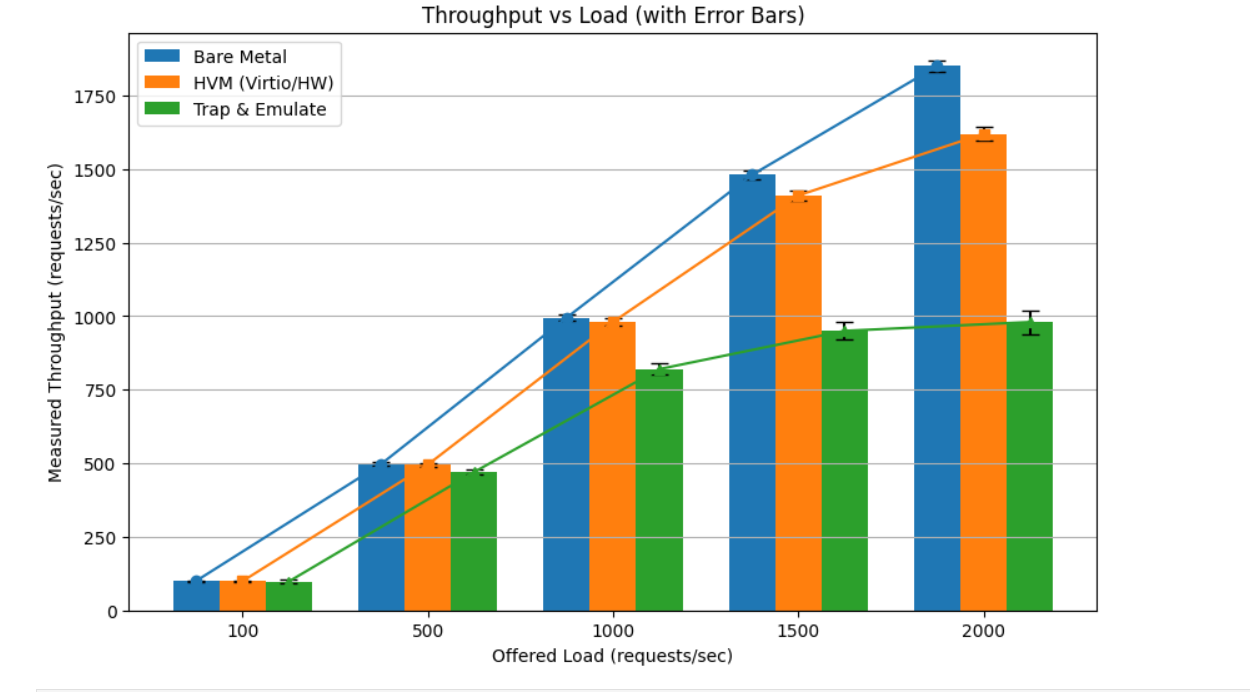 Throughput vs Load (with Error Bars)
Bare Metal
HVM (Virtio/HW)
Trap & Emulate
Measured Throughput (requests/sec)
1750
1500
1250
1000
750
500
250
0
100 500 1000 1500 2000
Offered Load (requests/sec)